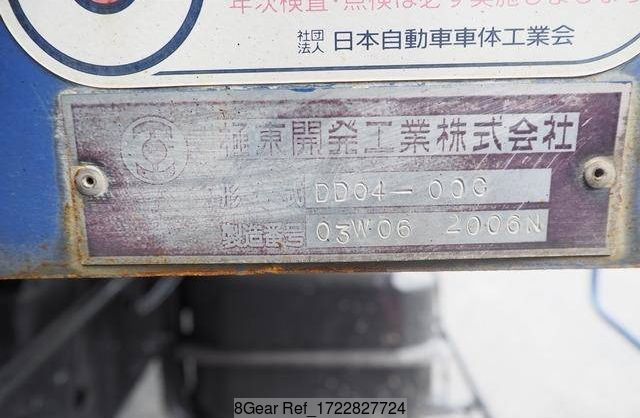 年次検査・点検は必ず実施しましょう
社団法人 日本自動車車体工業会
極東開発工業株式会社
形式 DD04-00G
製造番号 03W06 2006N
8Gear Ref_1722827724